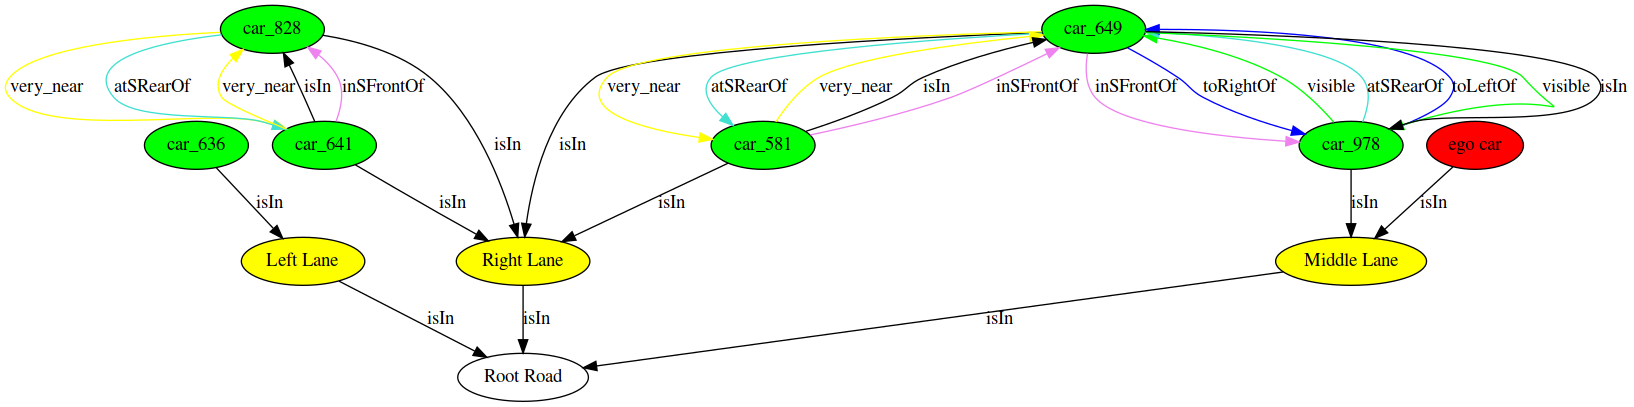 car_828
car_649
very_near
atSRearOf
very_near
isIn
inSFrontOf
isIn
isIn
very_near
atSRearOf
very_near
isIn
inSFrontOf
inSFrontOf
toRightOf
visible
atSRearOf
toLeftOf
visible
isIn
car_636
car_641
car_581
car_978
ego car
isIn
isIn
isIn
isIn
isIn
Left Lane
Right Lane
Middle Lane
isIn
isIn
isIn
Root Road